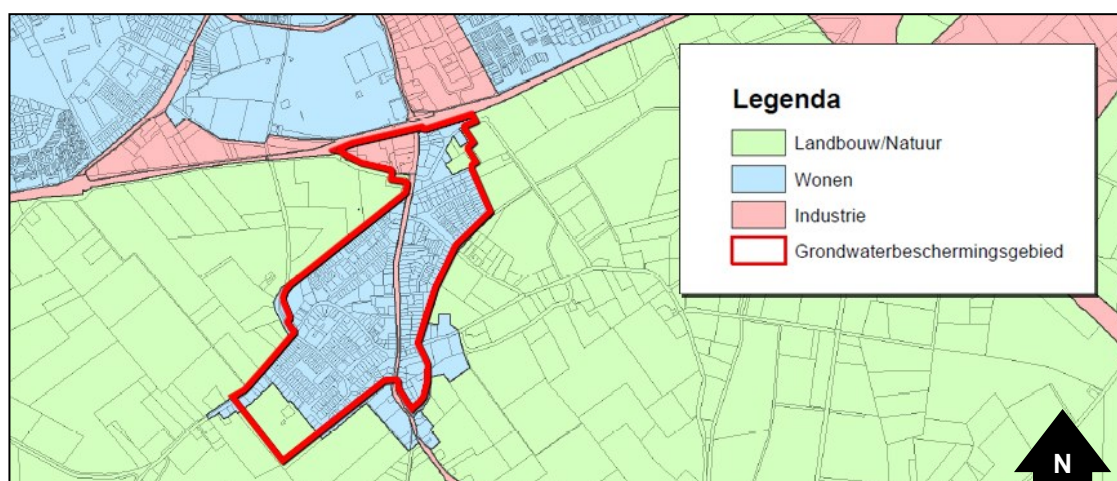 Legenda
Landbouw/Natuur
Wonen
Industrie
Grondwaterbeschermingsgebied
N